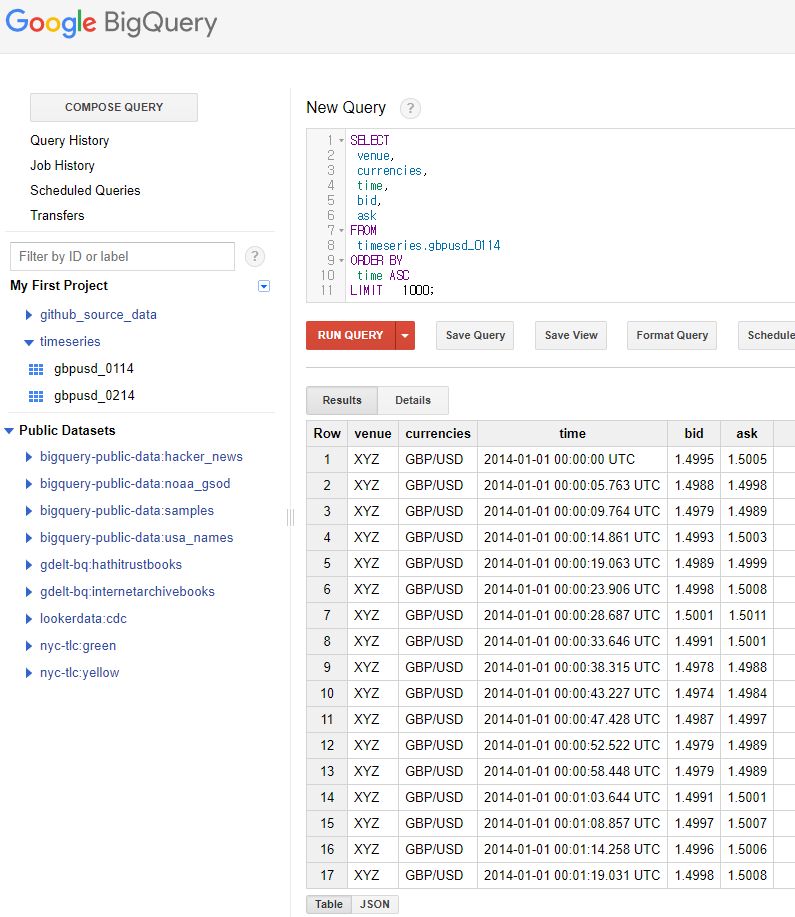 Google BigQuery
COMPOSE QUERY
Query History
Job History
Scheduled Queries
Transfers
Filter by ID or label ?
My First Project
github_source_data
timeseries
gbpusd_0114
gbpusd_0214
Public Datasets
bigquery-public-data:hacker_news
bigquery-public-data:noaa_gsod
bigquery-public-data:samples
bigquery-public-data:usa_names
gdelt-bq:hathitrustbooks
gdelt-bq:internetarchivebooks
lookerdata:cdc
nyc-tlc:green
nyc-tlc:yellow
New Query ?
1 SELECT
2 venue,
3 currencies,
4 time,
5 bid,
6 ask
7 FROM
8 timeseries.gbpusd_0114
9 ORDER BY
10 time ASC
11 LIMIT 1000;
RUN QUERY Save Query Save View Format Query Schedule
Results Details
Row venue currencies time bid ask
1 XYZ GBP/USD 2014-01-01 00:00:00 UTC 1.4995 1.5005
2 XYZ GBP/USD 2014-01-01 00:00:05.763 UTC 1.4988 1.4998
3 XYZ GBP/USD 2014-01-01 00:00:09.764 UTC 1.4979 1.4989
4 XYZ GBP/USD 2014-01-01 00:00:14.861 UTC 1.4993 1.5003
5 XYZ GBP/USD 2014-01-01 00:00:19.063 UTC 1.4989 1.4999
6 XYZ GBP/USD 2014-01-01 00:00:23.906 UTC 1.4998 1.5008
7 XYZ GBP/USD 2014-01-01 00:00:28.687 UTC 1.5001 1.5011
8 XYZ GBP/USD 2014-01-01 00:00:33.646 UTC 1.4991 1.5001
9 XYZ GBP/USD 2014-01-01 00:00:38.315 UTC 1.4978 1.4988
10 XYZ GBP/USD 2014-01-01 00:00:43.227 UTC 1.4974 1.4984
11 XYZ GBP/USD 2014-01-01 00:00:47.428 UTC 1.4987 1.4997
12 XYZ GBP/USD 2014-01-01 00:00:52.522 UTC 1.4979 1.4989
13 XYZ GBP/USD 2014-01-01 00:00:58.448 UTC 1.4979 1.4989
14 XYZ GBP/USD 2014-01-01 00:01:03.644 UTC 1.4991 1.5001
15 XYZ GBP/USD 2014-01-01 00:01:08.857 UTC 1.4997 1.5007
16 XYZ GBP/USD 2014-01-01 00:01:14.258 UTC 1.4996 1.5006
17 XYZ GBP/USD 2014-01-01 00:01:19.031 UTC 1.4998 1.5008
Table JSON